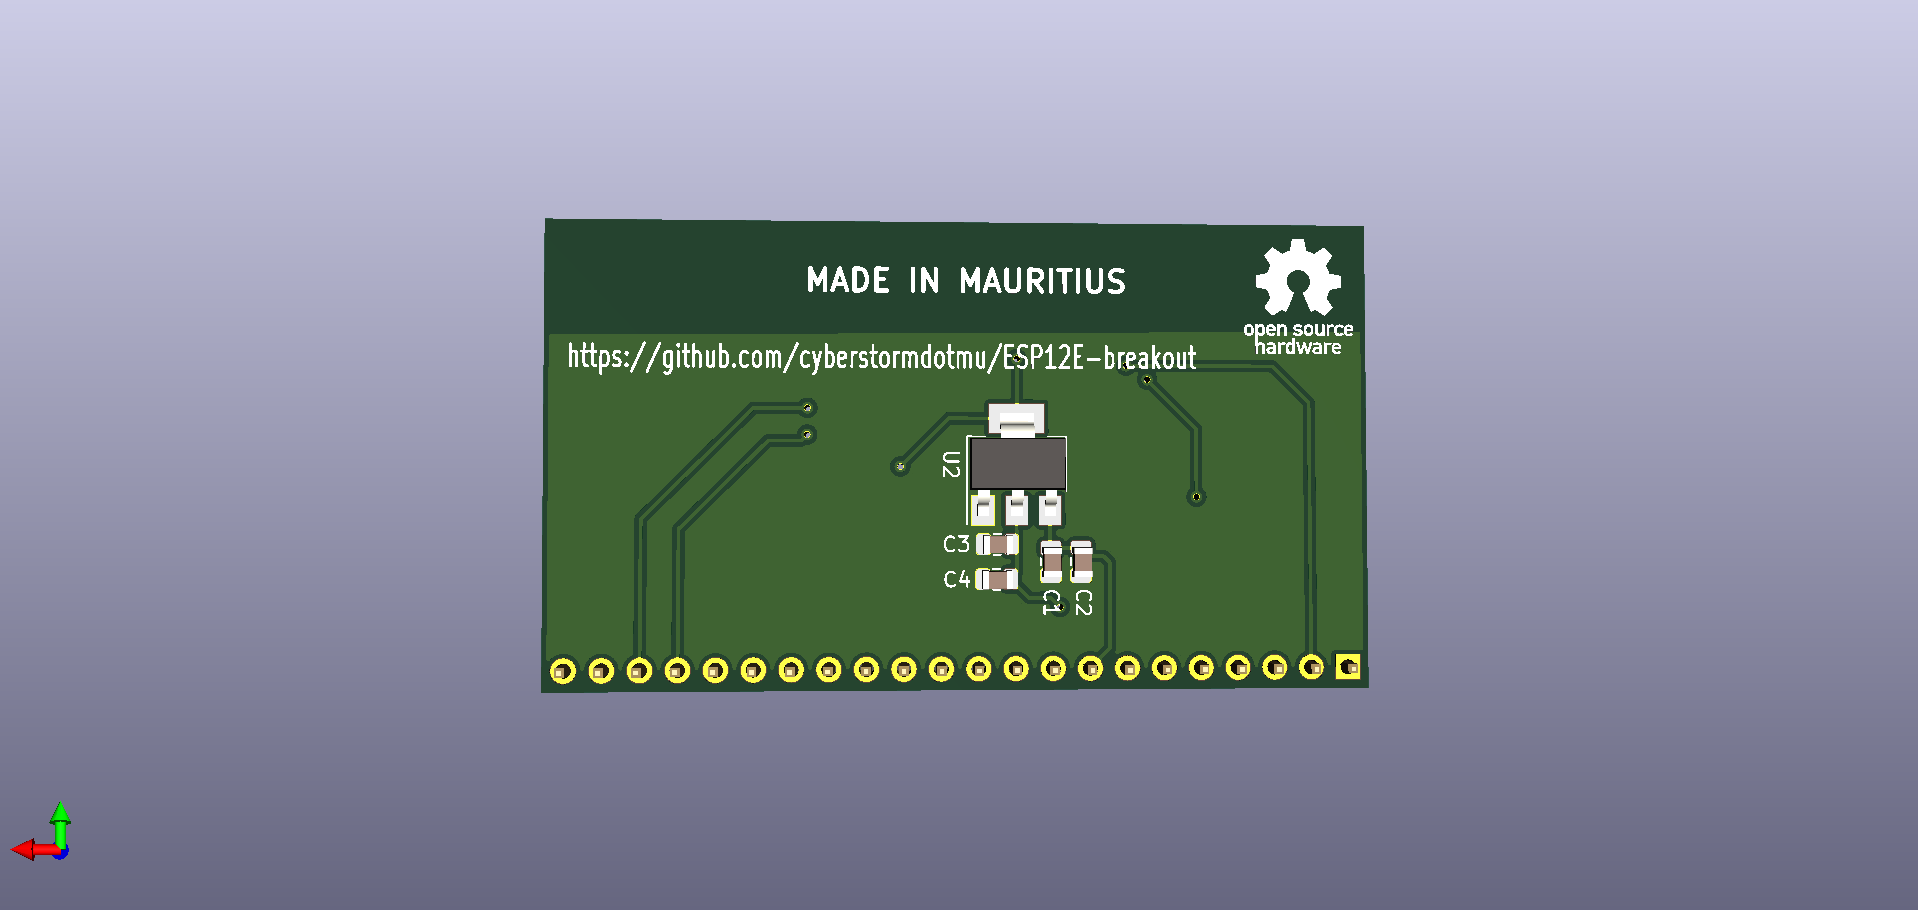 MADE IN MAURITIUS
open source
hardware
https://github.com/cyberstormdotmu/ESP12E-breakout
U2
C3
C4
C1
C2